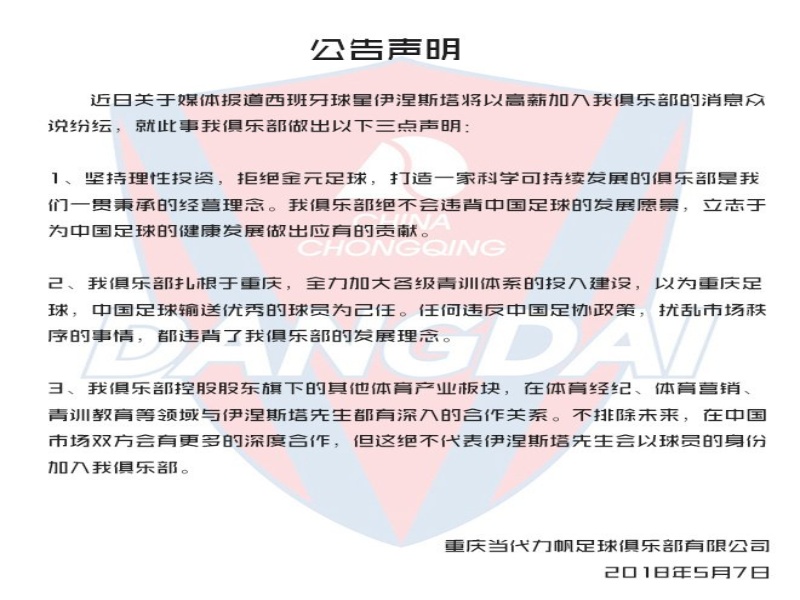 公告声明
近日关于媒体报道西班牙球星伊涅斯塔将以高薪加入我俱乐部的消息众
说纷纭，就此事我俱乐部做出以下三点声明：
1、坚持理性投资，拒绝金元足球，打造一家科学可持续发展的俱乐部是我
们一贯秉承的经营理念。我俱乐部绝不会违背中国足球的发展愿景，立志于
为中国足球的健康发展做出应有的贡献。
CHINA
CHONGQING
2、我俱乐部扎根于重庆，全力加大各级青训体系的投入建设，以为重庆足
球，中国足球输送优秀的球员为己任。任何违反中国足协政策，扰乱市场秩
序的事情，都违背了我俱乐部的发展理念。
DANGDAI
3、我俱乐部控股股东旗下的其他体育产业板块，在体育经纪、体育营销、
青训教育等领域与伊涅斯塔先生都有深入的合作关系。不排除未来，在中国
市场双方会有更多的深度合作，但这绝不代表伊涅斯塔先生会以球员的身份
加入我俱乐部。
重庆当代力帆足球俱乐部有限公司
2018年5月7日